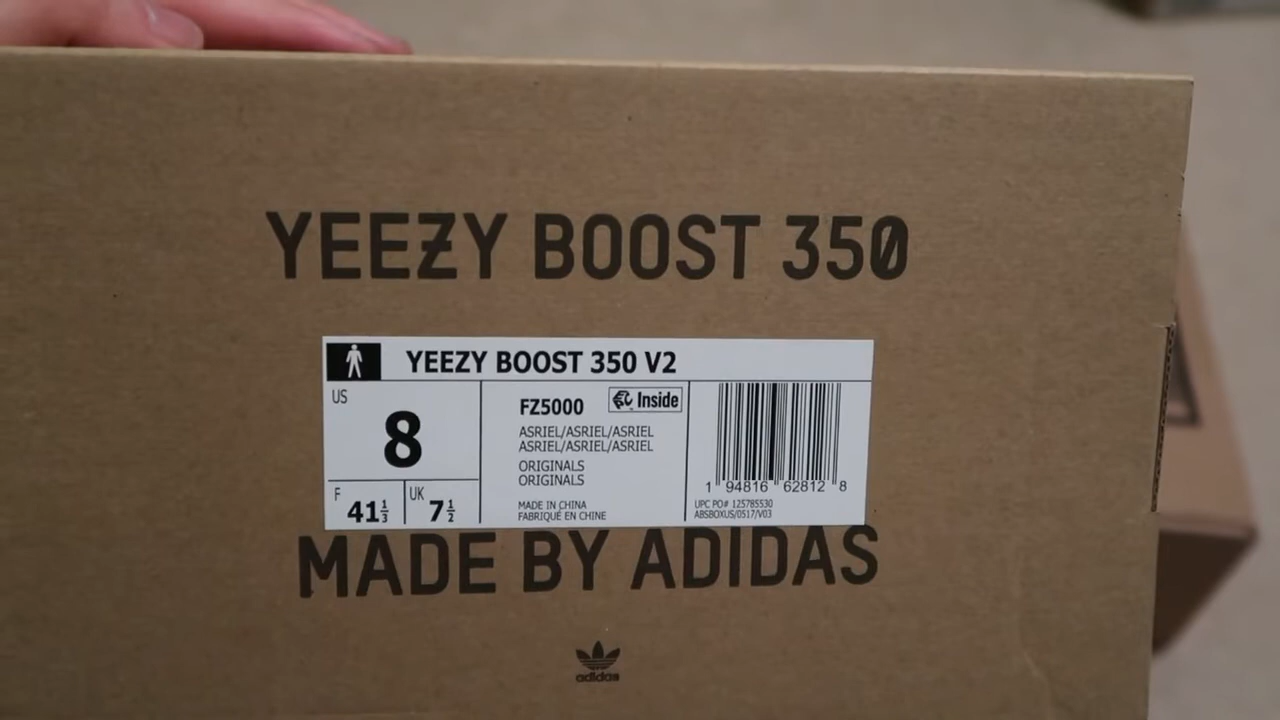 YEEZY BOOST 350
YEEZY BOOST 350 V2
US
8
F 41⅓
UK 7½
FZ5000
Inside
ASRIEL/ASRIEL/ASRIEL
ASRIEL/ASRIEL/ASRIEL
ORIGINALS
ORIGINALS
MADE IN CHINA
FABRIQUÉ EN CHINE
1 94816 62812 8
UPC PO# 125785530
ABSBOXUS/0517/V03
MADE BY ADIDAS
adidas